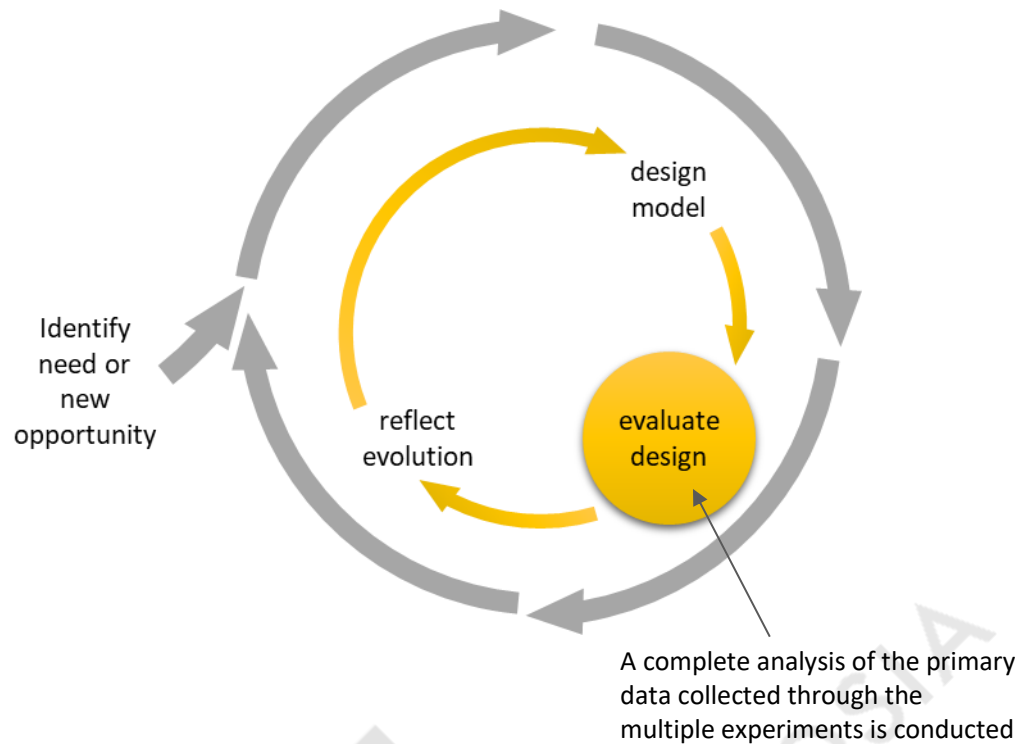 design
model
Identify
need or
new
opportunity
reflect
evolution
evaluate
design
A complete analysis of the primary
data collected through the
multiple experiments is conducted